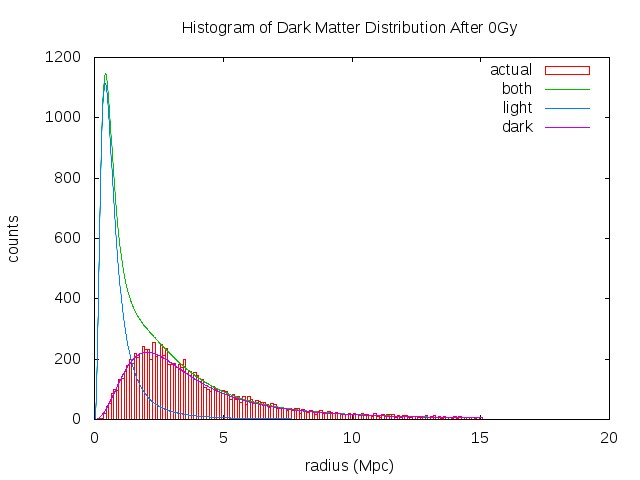 Histogram of Dark Matter Distribution After 0Gy
1200
1000
800
600
400
200
0
counts
actual
both
light
dark
0 5 10 15 20
radius (Mpc)